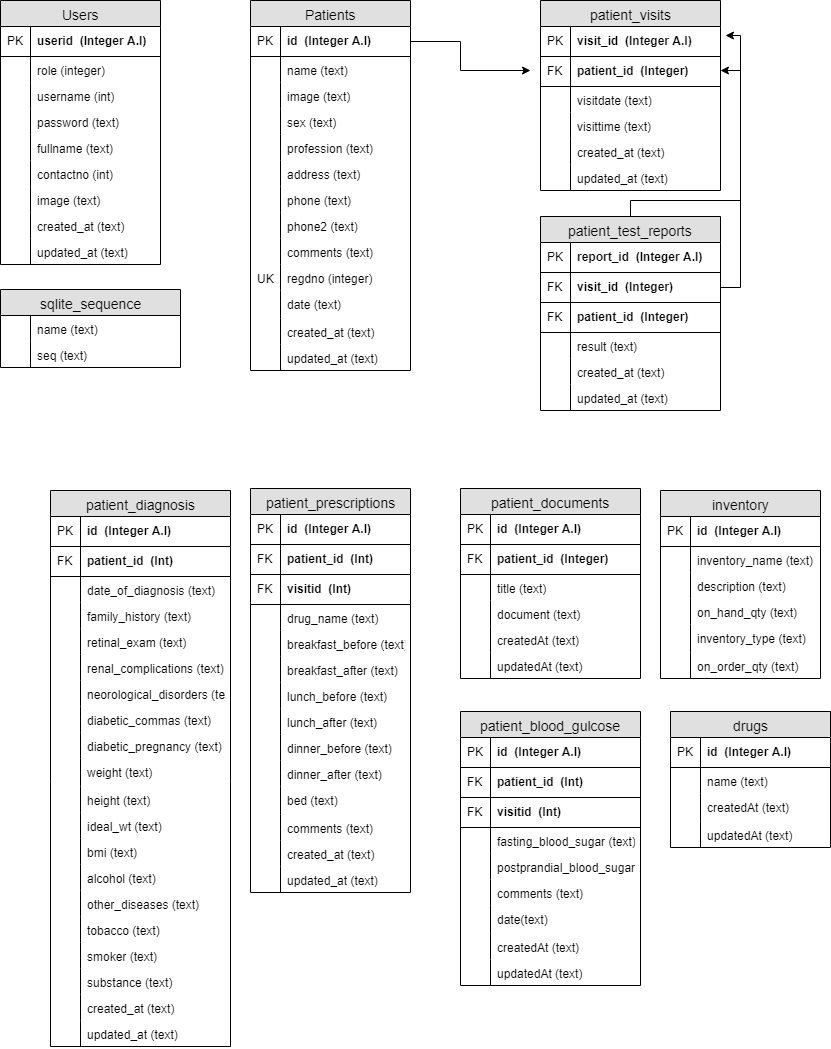 Users
PK userid (Integer A.I)
role (integer)
username (int)
password (text)
fullname (text)
contactno (int)
image (text)
created_at (text)
updated_at (text)
sqlite_sequence
name (text)
seq (text)
Patients
PK id (Integer A.I)
name (text)
image (text)
sex (text)
profession (text)
address (text)
phone (text)
phone2 (text)
comments (text)
UK regdno (integer)
date (text)
created_at (text)
updated_at (text)
patient_visits
PK visit_id (Integer A.I)
FK patient_id (Integer)
visitdate (text)
visittime (text)
created_at (text)
updated_at (text)
patient_test_reports
PK report_id (Integer A.I)
FK visit_id (Integer)
FK patient_id (Integer)
result (text)
created_at (text)
updated_at (text)
patient_diagnosis
PK id (Integer A.I)
FK patient_id (Int)
date_of_diagnosis (text)
family_history (text)
retinal_exam (text)
renal_complications (text)
neorological_disorders (te
diabetic_commas (text)
diabetic_pregnancy (text)
weight (text)
height (text)
ideal_wt (text)
bmi (text)
alcohol (text)
other_diseases (text)
tobacco (text)
smoker (text)
substance (text)
created_at (text)
updated_at (text)
patient_prescriptions
PK id (Integer A.I)
FK patient_id (Int)
FK visitid (Int)
drug_name (text)
breakfast_before (text
breakfast_after (text)
lunch_before (text)
lunch_after (text)
dinner_before (text)
dinner_after (text)
bed (text)
comments (text)
created_at (text)
updated_at (text)
patient_documents
PK id (Integer A.I)
FK patient_id (Integer)
title (text)
document (text)
createdAt (text)
updatedAt (text)
inventory
PK id (Integer A.I)
inventory_name (text)
description (text)
on_hand_qty (text)
inventory_type (text)
on_order_qty (text)
patient_blood_gulcose
PK id (Integer A.I)
FK patient_id (Int)
FK visitid (Int)
fasting_blood_sugar (text)
postprandial_blood_sugar
comments (text)
date(text)
createdAt (text)
updatedAt (text)
drugs
PK id (Integer A.I)
name (text)
createdAt (text)
updatedAt (text)